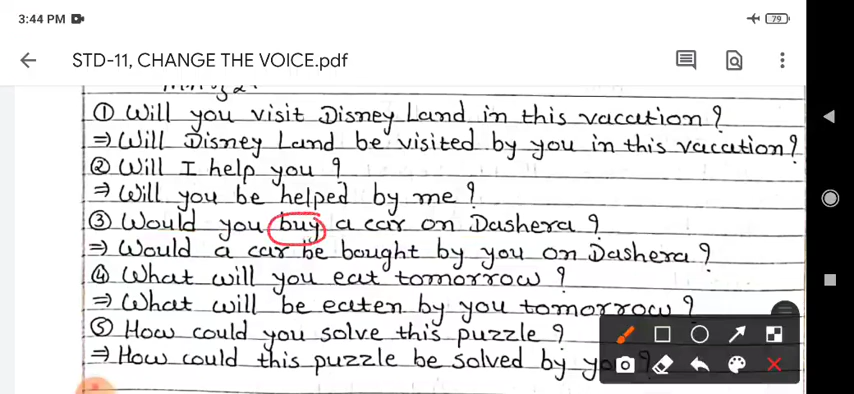 3:44 PM
79
STD-11, CHANGE THE VOICE.pdf
① Will you visit Disney Land in this vacation?
⇒ Will Disney Land be visited by you in this vacation?
② Will I help you?
⇒ Will you be helped by me?
③ Would you buy a car on Dashera?
⇒ Would a car be bought by you on Dashera?
④ What will you eat tomorrow?
⇒ What will be eaten by you tomorrow?
⑤ How could you solve this puzzle?
⇒ How could this puzzle be solved by you?